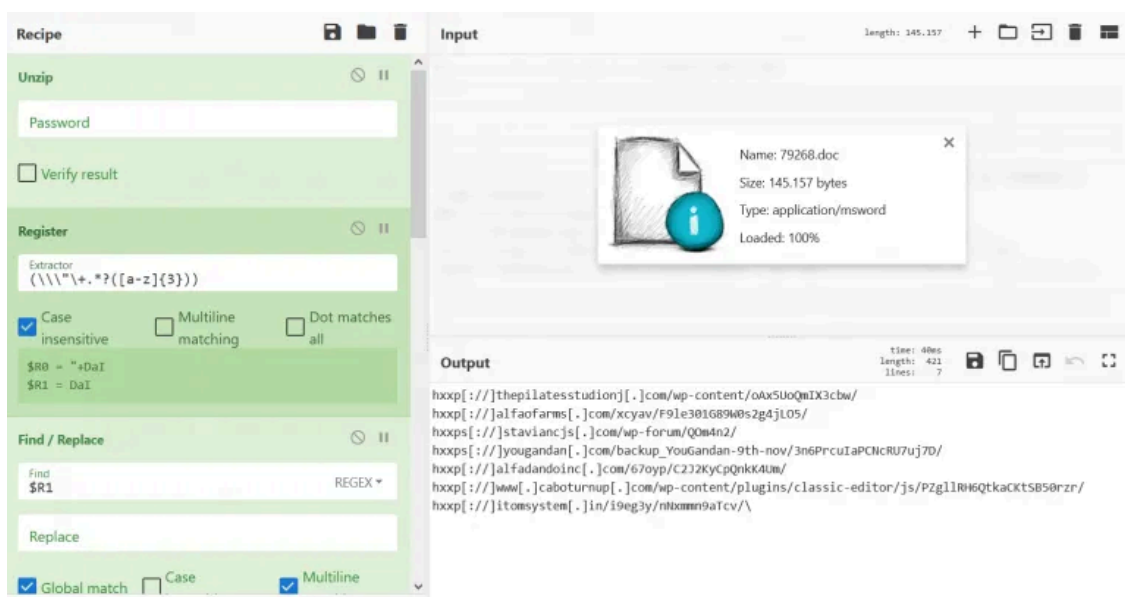 Recipe
Unzip
Password
Verify result
Register
Extractor
(\\\"\+.*?([a-z]{3}))
Case insensitive
Multiline matching
Dot matches all
$R0 = "+DaI
$R1 = DaI
Find / Replace
Find
$R1
REGEX
Replace
Global match
Case
Multiline
Input
length: 145.157
Name: 79268.doc
Size: 145.157 bytes
Type: application/msword
Loaded: 100%
Output
time: 40ms
length: 421
lines: 7
hxxp[://]thepilatesstudionj[.]com/wp-content/oAx5UoQmIX3cbw/
hxxp[://]alfaofarms[.]com/xcyav/F9le301G89W0s2g4jLO5/
hxxps[://]staviancjs[.]com/wp-forum/QOm4n2/
hxxps[://]yougandan[.]com/backup_YouGandan-9th-nov/3n6PrcuIaPCNcRU7uj7D/
hxxp[://]alfadandoinc[.]com/67oyp/C2J2KyCpQnkK4Um/
hxxp[://]www[.]caboturnup[.]com/wp-content/plugins/classic-editor/js/PZgllRH6QtkaCKtSB50rzr/
hxxp[://]itomsystem[.]in/i9eg3y/nNxmmn9aTcv/\